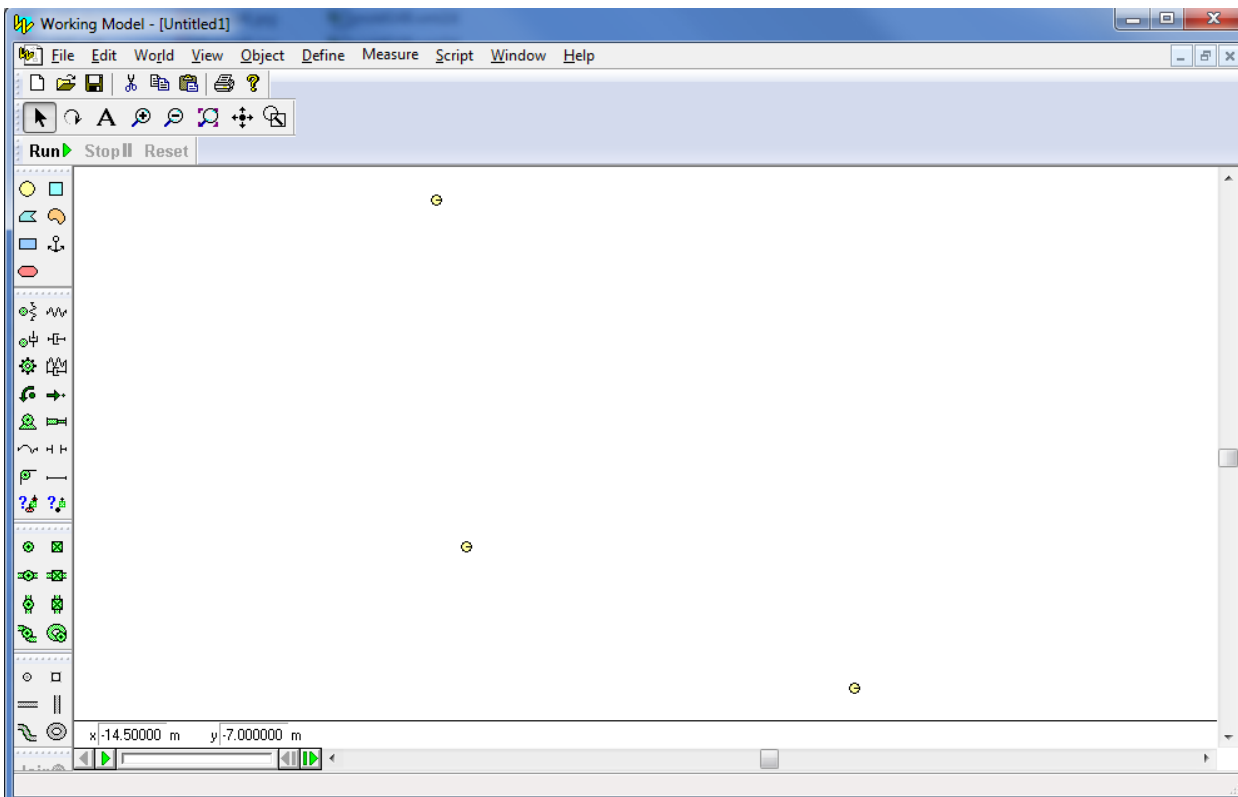 Working Model - [Untitled1]
File Edit World View Object Define Measure Script Window Help
A ?
Run Stop Reset
? ?
x -14.50000 m y -7.000000 m